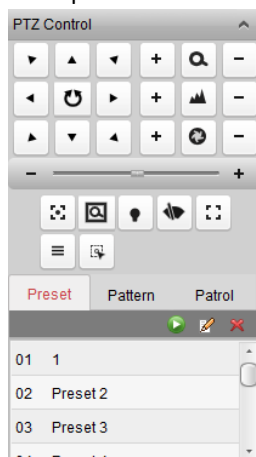 PTZ Control
Preset Pattern Patrol
01 1
02 Preset 2
03 Preset 3